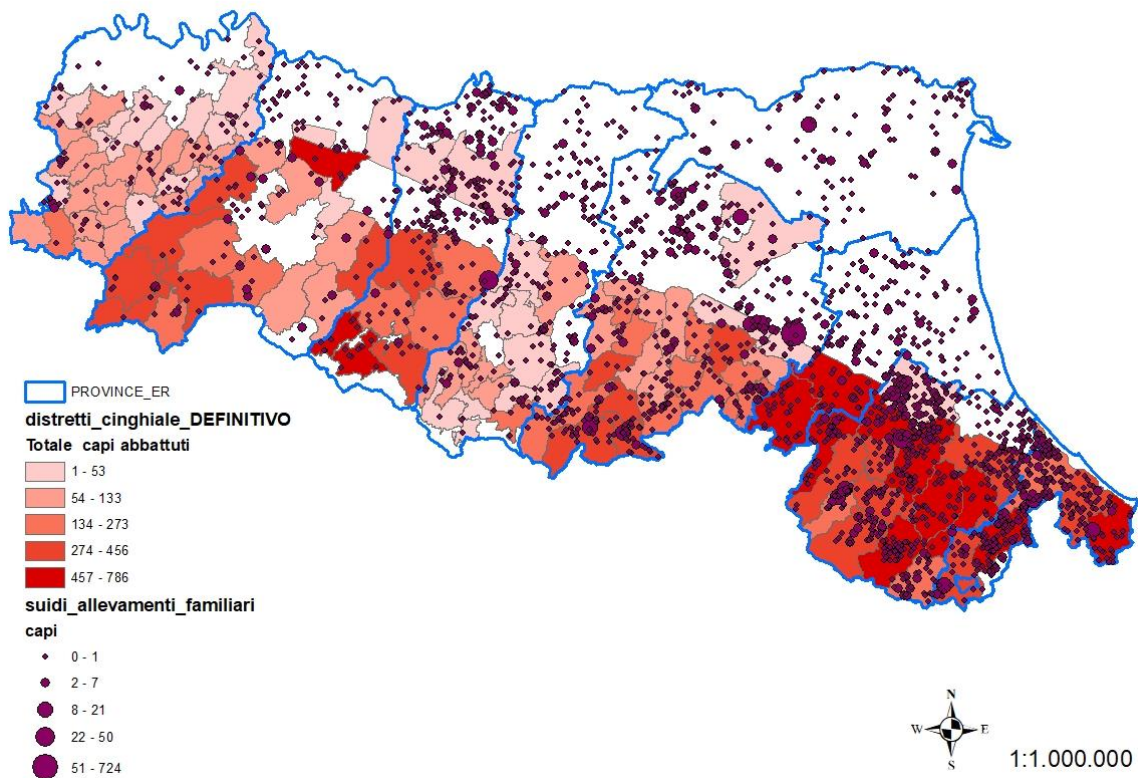 PROVINCE_ER
distretti_cinghiale_DEFINITIVO
Totale capi abbattuti
1 - 53
54 - 133
134 - 273
274 - 456
457 - 786
suidi_allevamenti_familiari
capi
0 - 1
2 - 7
8 - 21
22 - 50
51 - 724
N
W E
S
1:1.000.000